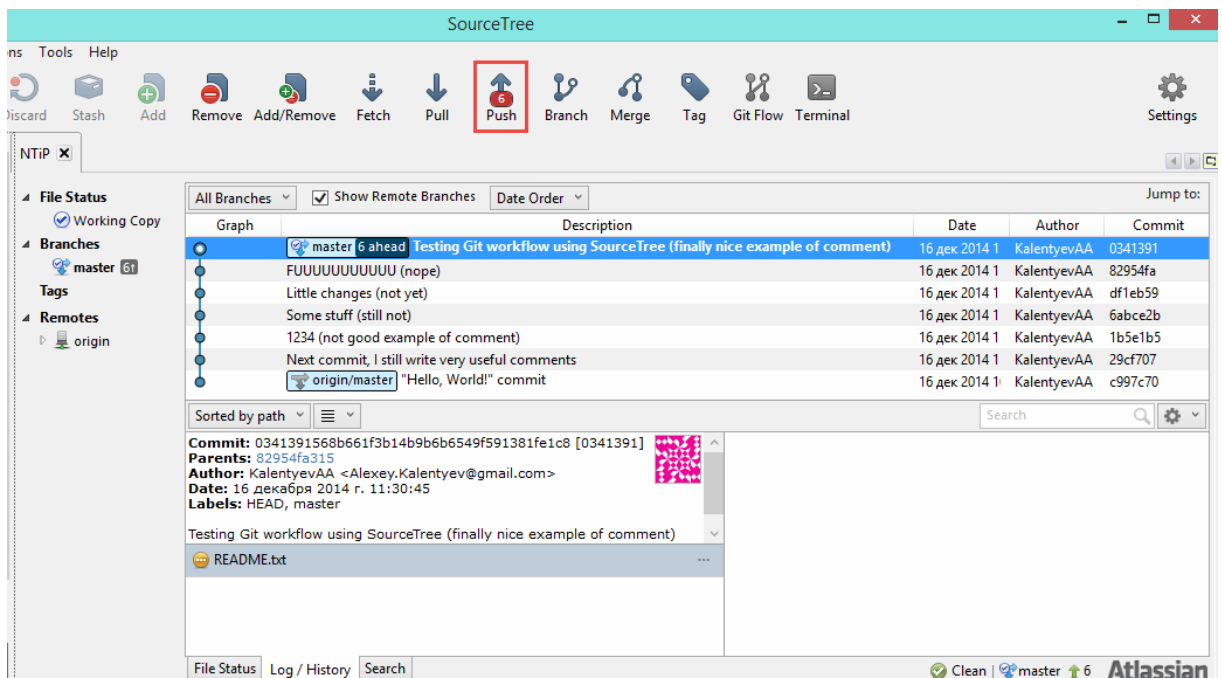 SourceTree
ons Tools Help
Discard Stash Add Remove Add/Remove Fetch Pull 6 Push Branch Merge Tag Git Flow Terminal Settings
NTiP
File Status
Working Copy
Branches
master 6↑
Tags
Remotes
origin
All Branches Show Remote Branches Date Order Jump to:
Graph Description Date Author Commit
master 6 ahead Testing Git workflow using SourceTree (finally nice example of comment) 16 дек 2014 1 KalentyevAA 0341391
FUUUUUUUUUUU (nope) 16 дек 2014 1 KalentyevAA 82954fa
Little changes (not yet) 16 дек 2014 1 KalentyevAA df1eb59
Some stuff (still not) 16 дек 2014 1 KalentyevAA 6abce2b
1234 (not good example of comment) 16 дек 2014 1 KalentyevAA 1b5e1b5
Next commit, I still write very useful comments 16 дек 2014 1 KalentyevAA 29cf707
origin/master "Hello, World!" commit 16 дек 2014 1 KalentyevAA c997c70
Sorted by path Search
Commit: 0341391568b661f3b14b9b6b6549f591381fe1c8 [0341391]
Parents: 82954fa315
Author: KalentyevAA <Alexey.Kalentyev@gmail.com>
Date: 16 декабря 2014 г. 11:30:45
Labels: HEAD, master
Testing Git workflow using SourceTree (finally nice example of comment)
README.txt
File Status Log / History Search Clean | master 6 Atlassian